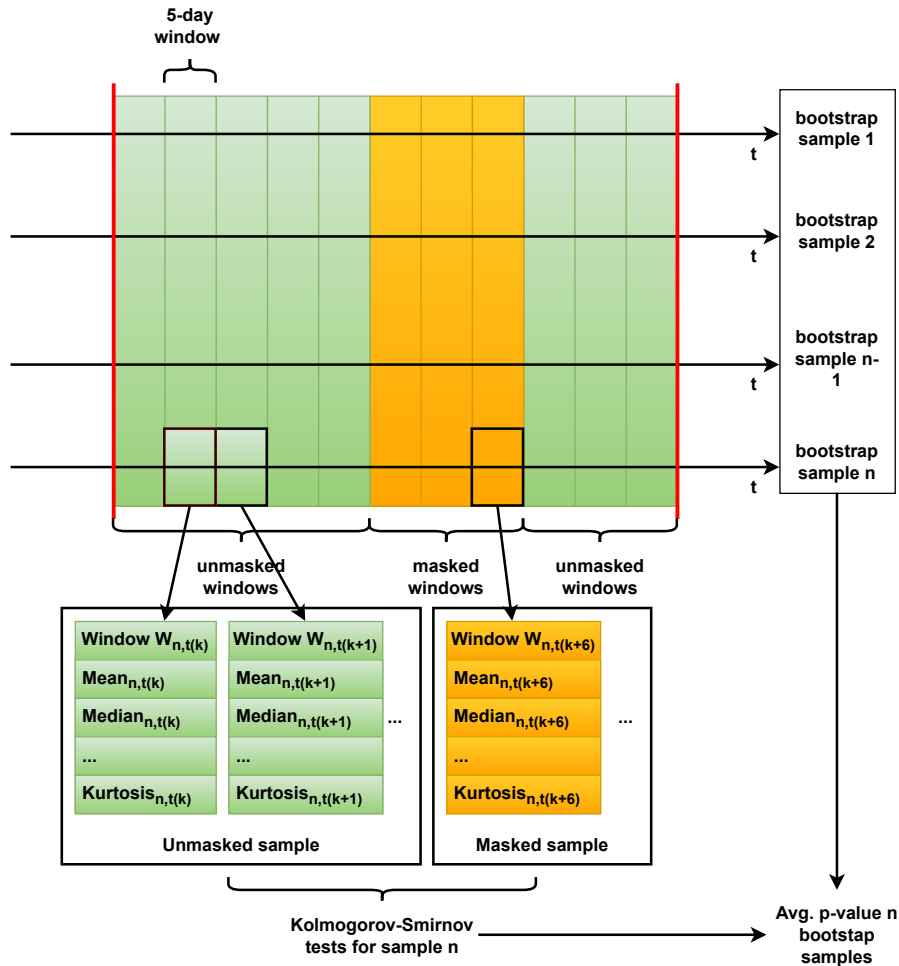 5-day
window
bootstrap
sample 1
t
bootstrap
sample 2
t
bootstrap
sample n-
1
t
bootstrap
sample n
t
unmasked
windows
masked
windows
unmasked
windows
Window Wn,t(k)
Meann,t(k)
Mediann,t(k)
...
Kurtosisn,t(k)
Window Wn,t(k+1)
Meann,t(k+1)
Mediann,t(k+1)
...
Kurtosisn,t(k+1)
...
Unmasked sample
Window Wn,t(k+6)
Meann,t(k+6)
Mediann,t(k+6)
...
Kurtosisn,t(k+6)
...
Masked sample
Kolmogorov-Smirnov
tests for sample n
Avg. p-value n
bootstap
samples